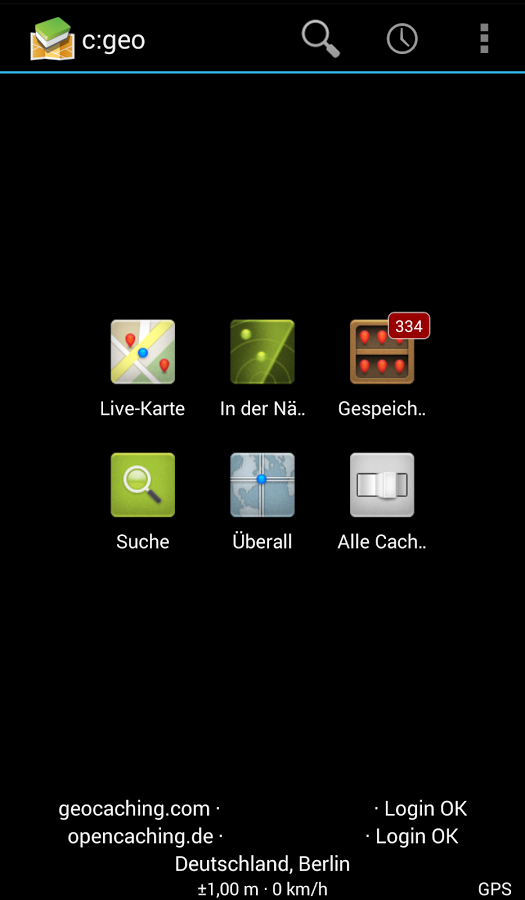 c:geo
334
Live-Karte In der Nä.. Gespeich..
Suche Überall Alle Cach..
geocaching.com · · Login OK
opencaching.de · · Login OK
Deutschland, Berlin
±1,00 m · 0 km/h GPS